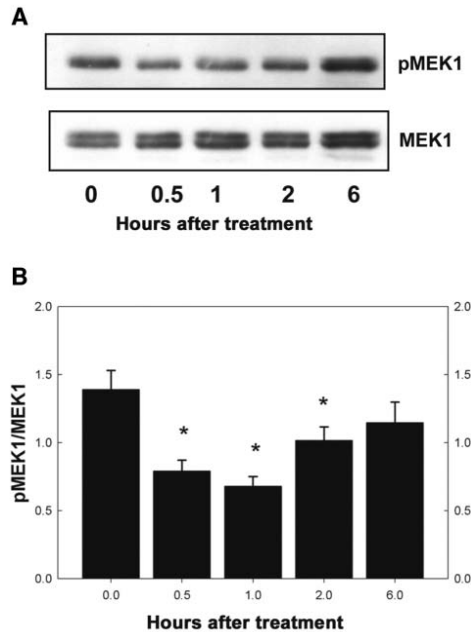 A
pMEK1
MEK1
0 0.5 1 2 6
Hours after treatment
B
2.0 2.0
1.5 1.5
1.0 1.0
0.5 0.5
0.0 0.0
pMEK1/MEK1
* * *
0.0 0.5 1.0 2.0 6.0
Hours after treatment